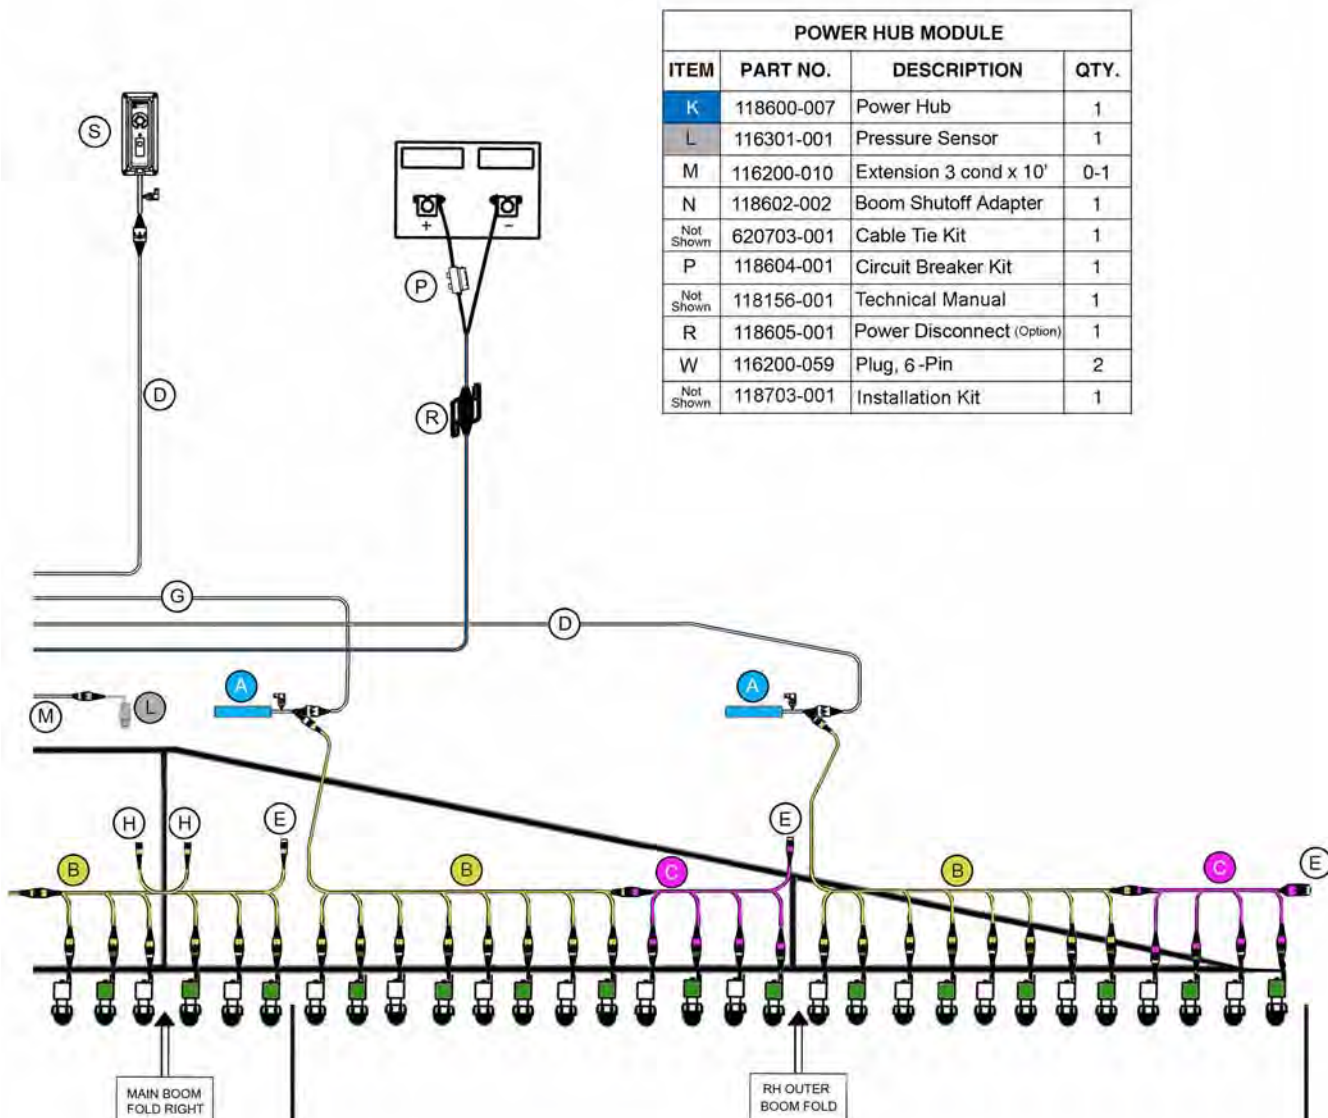 POWER HUB MODULE
ITEM PART NO. DESCRIPTION QTY.
K 118600-007 Power Hub 1
L 116301-001 Pressure Sensor 1
M 116200-010 Extension 3 cond x 10' 0-1
N 118602-002 Boom Shutoff Adapter 1
Not Shown 620703-001 Cable Tie Kit 1
P 118604-001 Circuit Breaker Kit 1
Not Shown 118156-001 Technical Manual 1
R 118605-001 Power Disconnect (Option) 1
W 116200-059 Plug, 6-Pin 2
Not Shown 118703-001 Installation Kit 1
S
+ −
P
D
R
G
D
A
A
M
L
H
H
E
E
B
B
C
B
C
E
MAIN BOOM
FOLD RIGHT
RH OUTER
BOOM FOLD